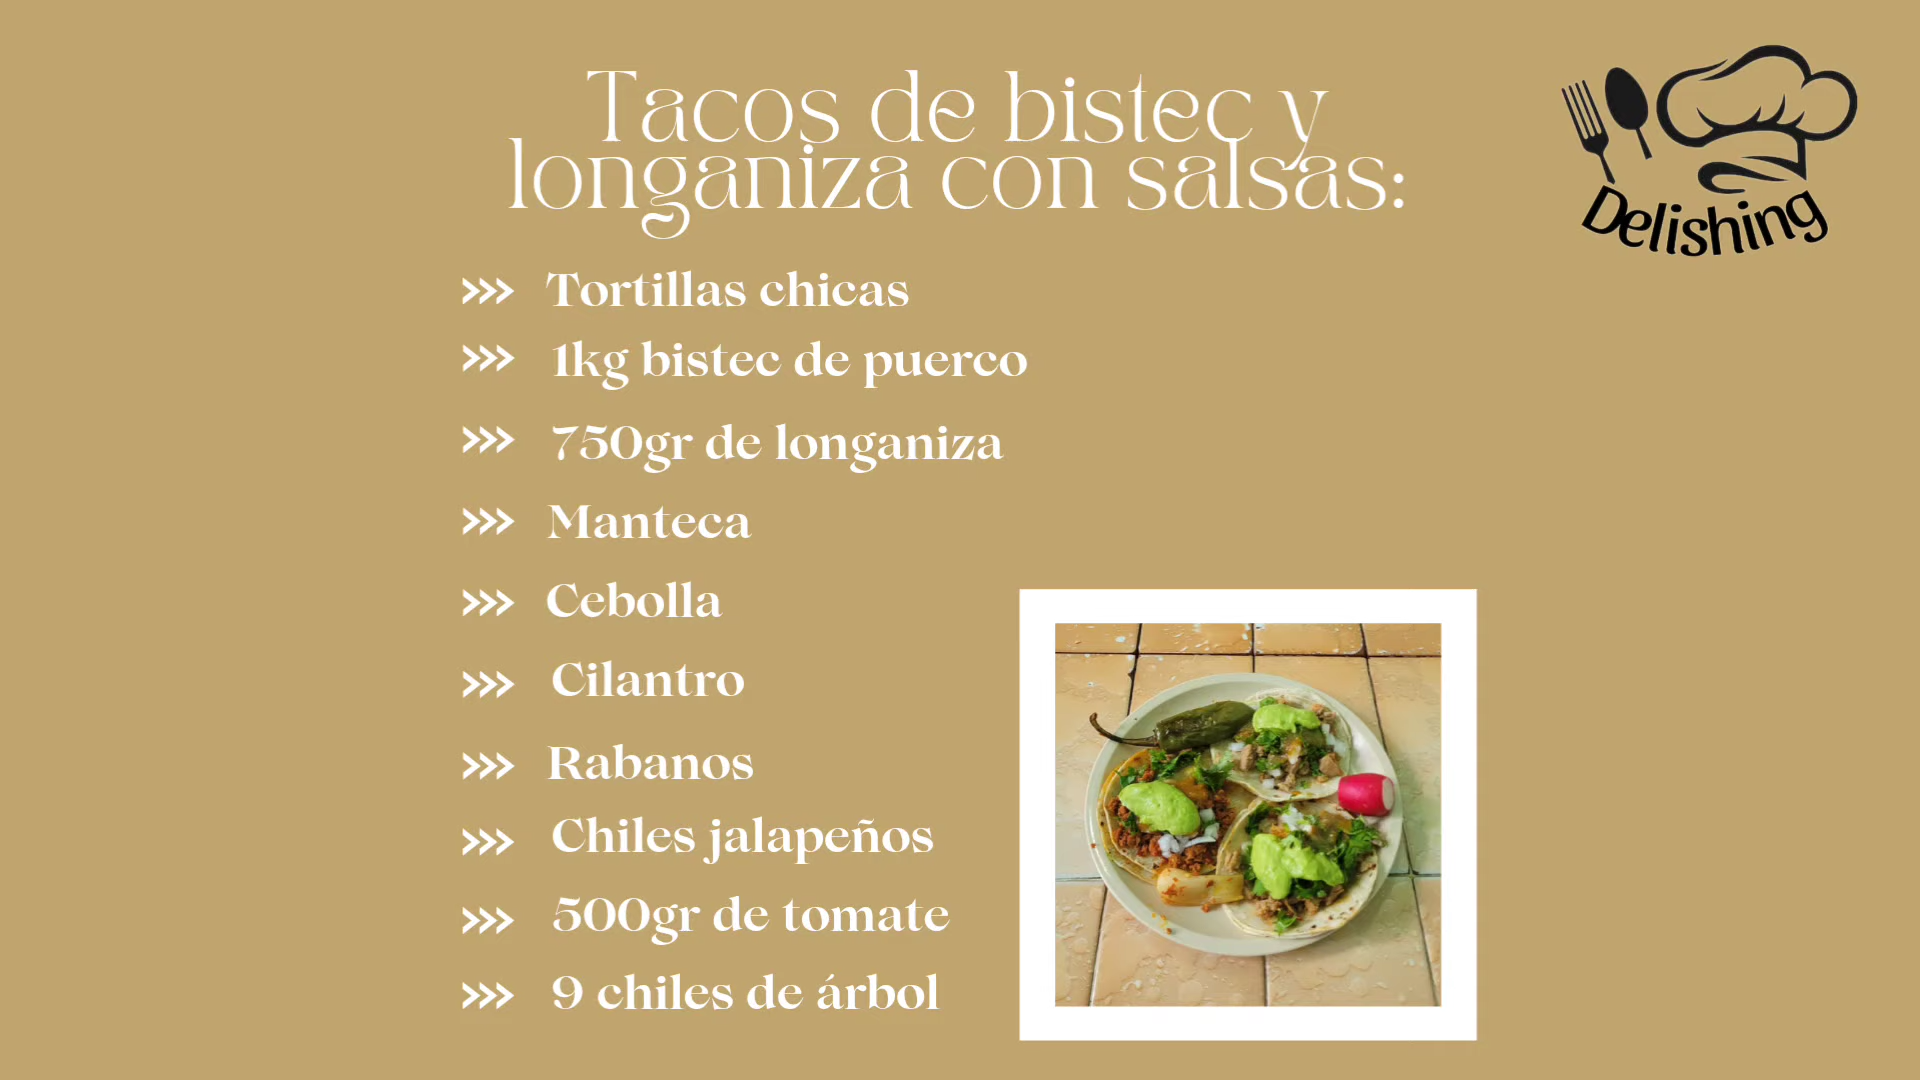 Tacos de bistec y
longaniza con salsas:
Delishing
>>> Tortillas chicas
>>> 1kg bistec de puerco
>>> 750gr de longaniza
>>> Manteca
>>> Cebolla
>>> Cilantro
>>> Rabanos
>>> Chiles jalapeños
>>> 500gr de tomate
>>> 9 chiles de árbol